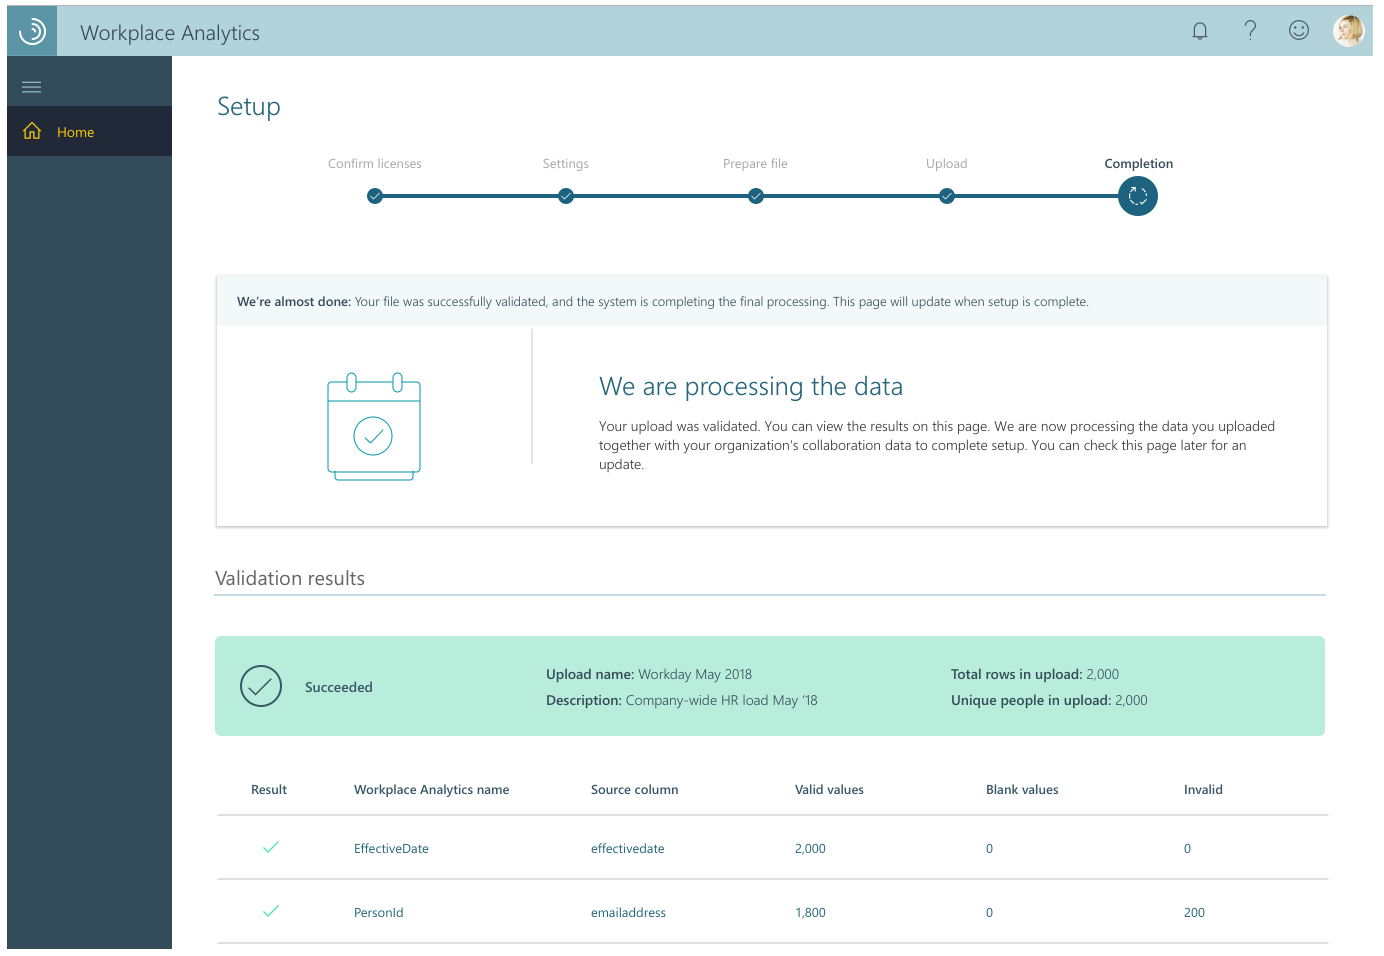 Workplace Analytics
Home
Setup
Confirm licenses
Settings
Prepare file
Upload
Completion
We're almost done: Your file was successfully validated, and the system is completing the final processing. This page will update when setup is complete.
We are processing the data
Your upload was validated. You can view the results on this page. We are now processing the data you uploaded
together with your organization's collaboration data to complete setup. You can check this page later for an
update.
Validation results
Succeeded
Upload name: Workday May 2018
Description: Company-wide HR load May '18
Total rows in upload: 2,000
Unique people in upload: 2,000
Result Workplace Analytics name Source column Valid values Blank values Invalid
EffectiveDate effectivedate 2,000 0 0
PersonId emailaddress 1,800 0 200